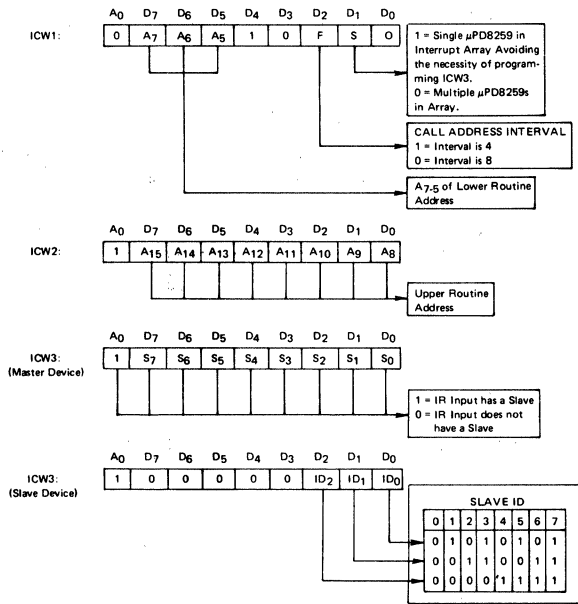 A0 D7 D6 D5 D4 D3 D2 D1 D0
ICW1: 0 A7 A6 A5 1 0 F S O
1 = Single μPD8259 in
Interrupt Array Avoiding
the necessity of program-
ming ICW3.
0 = Multiple μPD8259s
in Array.
CALL ADDRESS INTERVAL
1 = Interval is 4
0 = Interval is 8
A7-5 of Lower Routine
Address
A0 D7 D6 D5 D4 D3 D2 D1 D0
ICW2: 1 A15 A14 A13 A12 A11 A10 A9 A8
Upper Routine
Address
A0 D7 D6 D5 D4 D3 D2 D1 D0
ICW3: 1 S7 S6 S5 S4 S3 S2 S1 S0
(Master Device)
1 = IR Input has a Slave
0 = IR Input does not
have a Slave
A0 D7 D6 D5 D4 D3 D2 D1 D0
ICW3: 1 0 0 0 0 0 ID2 ID1 ID0
(Slave Device)
SLAVE ID
0 1 2 3 4 5 6 7
0 1 0 1 0 1 0 1
0 0 1 1 0 0 1 1
0 0 0 0 1 1 1 1